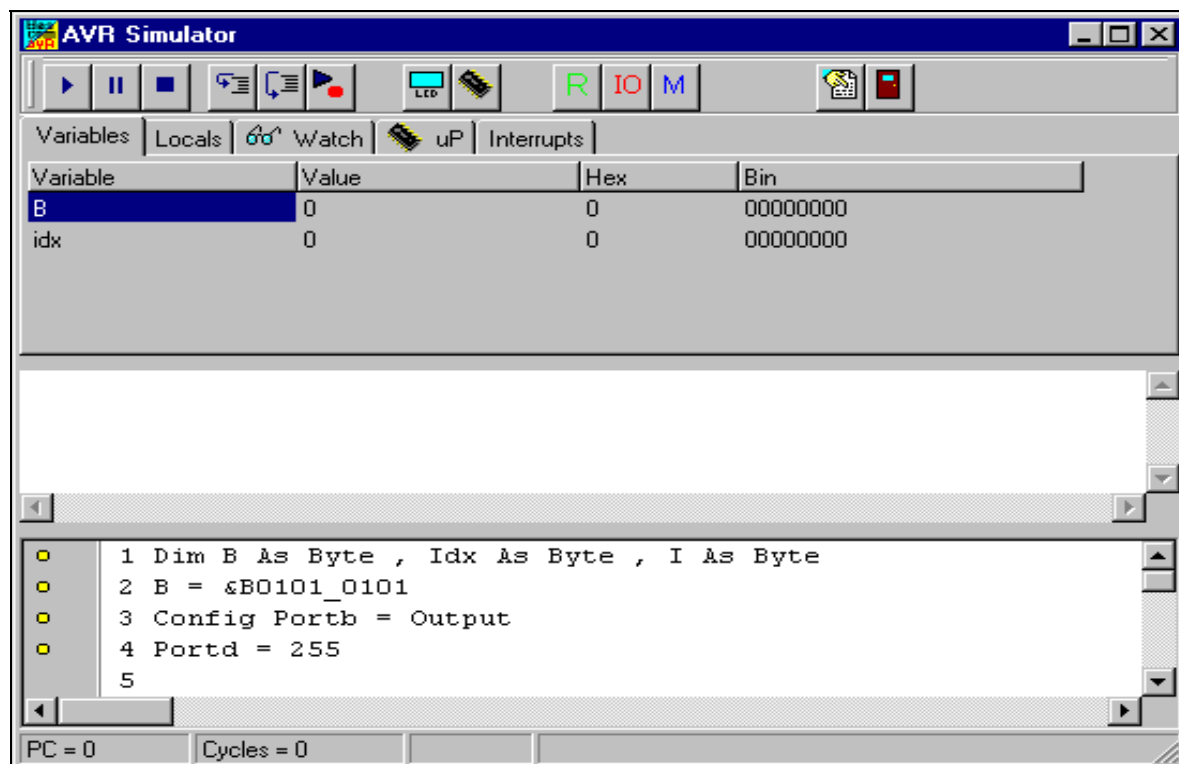 AVR AVR Simulator
LCD R IO M
Variables Locals Watch uP Interrupts
Variable Value Hex Bin
B 0 0 00000000
idx 0 0 00000000
1 Dim B As Byte , Idx As Byte , I As Byte
2 B = &B0101_0101
3 Config Portb = Output
4 Portd = 255
5
PC = 0 Cycles = 0